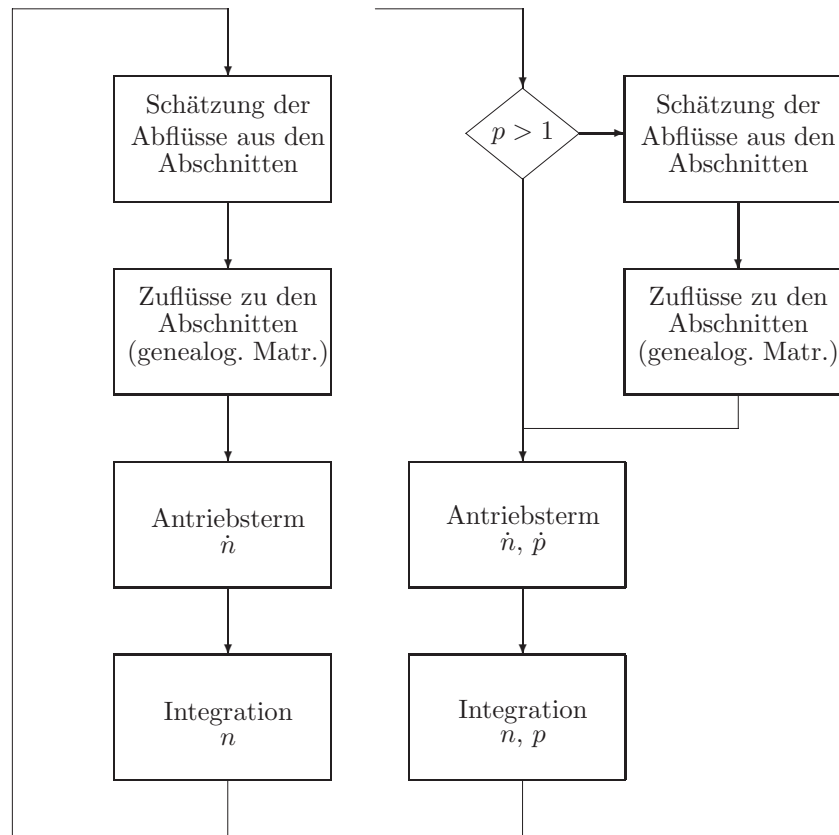 Schätzung der
Abflüsse aus den
Abschnitten
Zuflüsse zu den
Abschnitten
(genealog. Matr.)
Antriebsterm
ṅ
Integration
n
p > 1
Schätzung der
Abflüsse aus den
Abschnitten
Zuflüsse zu den
Abschnitten
(genealog. Matr.)
Antriebsterm
ṅ, ṗ
Integration
n, p